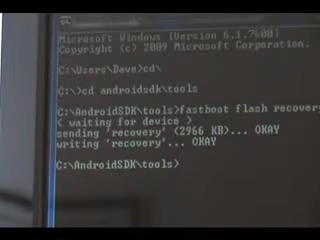 Microsoft Windows [Version 6.1.7600]
Copyright (c) 2009 Microsoft Corporation.
C:\Users\Dave>cd\
C:\>cd androidsdk\tools
C:\AndroidSDK\tools>fastboot flash recovery
< waiting for device >
sending 'recovery' (2966 KB)... OKAY
writing 'recovery'... OKAY
C:\AndroidSDK\tools>